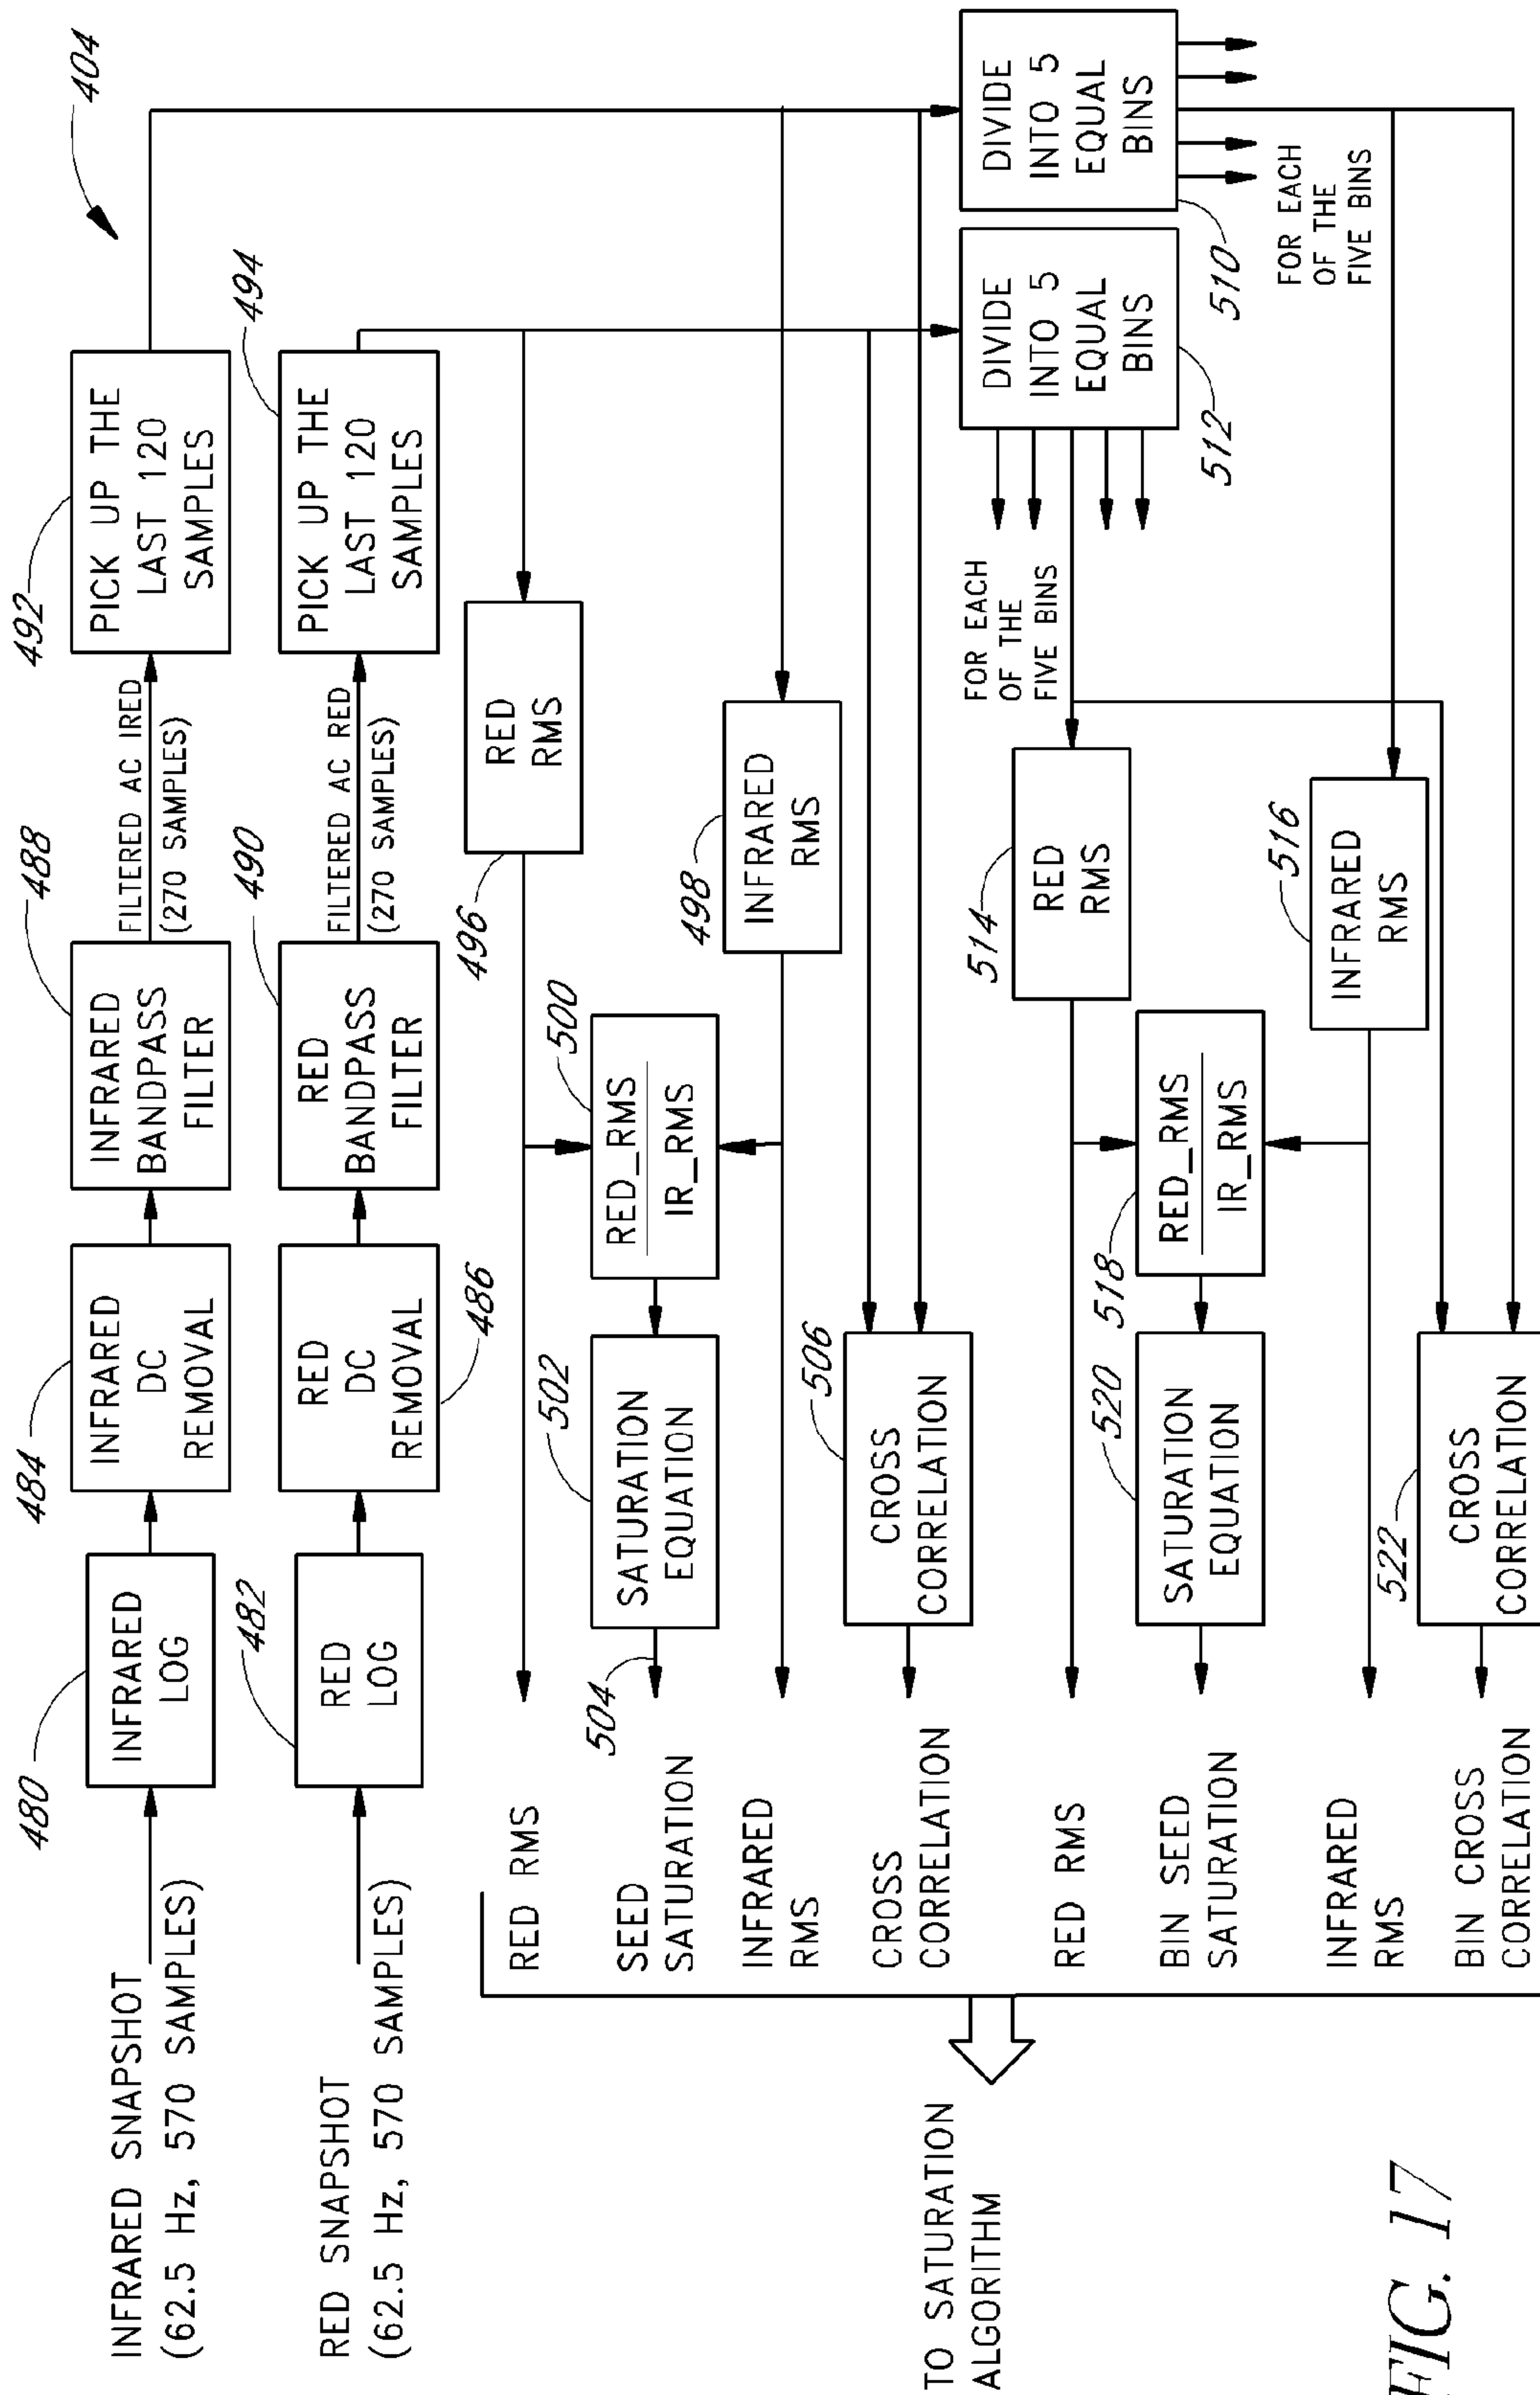 404
INFRARED SNAPSHOT
(62.5 Hz, 570 SAMPLES)
480
INFRARED
LOG
484
INFRARED
DC
REMOVAL
488
INFRARED
BANDPASS
FILTER
FILTERED AC IRED
(270 SAMPLES)
492
PICK UP THE
LAST 120
SAMPLES
RED SNAPSHOT
(62.5 Hz, 570 SAMPLES)
482
RED
LOG
RED
DC
REMOVAL
486
490
RED
BANDPASS
FILTER
FILTERED AC RED
(270 SAMPLES)
494
PICK UP THE
LAST 120
SAMPLES
RED RMS
496
RED
RMS
SEED
SATURATION
504
502
SATURATION
EQUATION
500
RED_RMS
IR_RMS
INFRARED
RMS
498
INFRARED
RMS
CROSS
CORRELATION
506
CROSS
CORRELATION
DIVIDE
INTO 5
EQUAL
BINS
512
DIVIDE
INTO 5
EQUAL
BINS
510
FOR EACH
OF THE
FIVE BINS
FOR EACH
OF THE
FIVE BINS
RED RMS
514
RED
RMS
BIN SEED
SATURATION
520
SATURATION
EQUATION
518
RED_RMS
IR_RMS
INFRARED
RMS
516
INFRARED
RMS
BIN CROSS
CORRELATION
522
CROSS
CORRELATION
TO SATURATION
ALGORITHM
FIG. 17